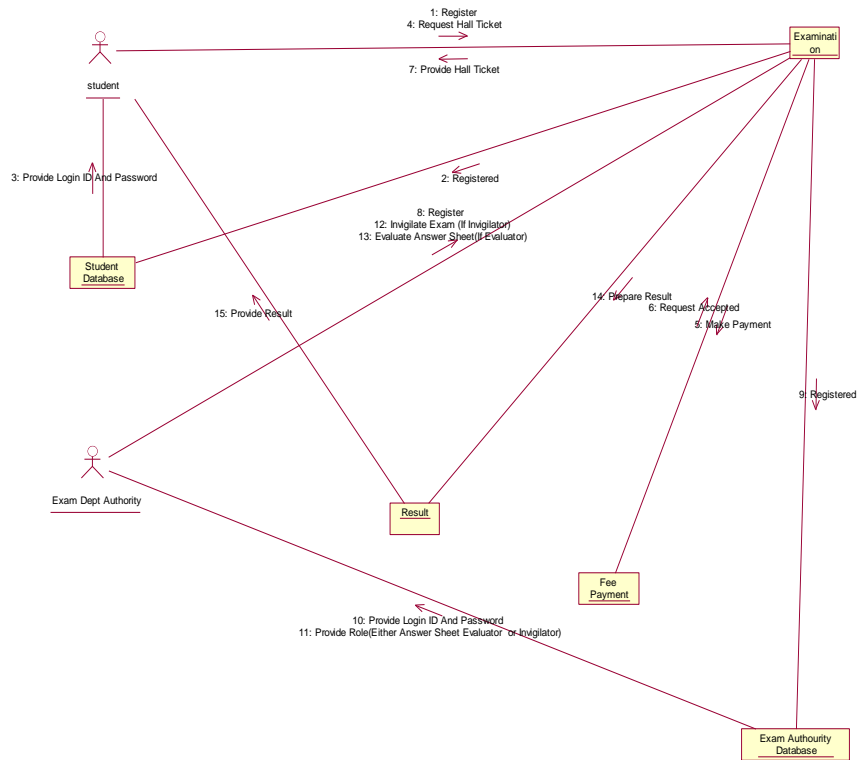 1: Register
4: Request Hall Ticket
Examinati
on
7: Provide Hall Ticket
student
3: Provide Login ID And Password
2: Registered
8: Register
12: Invigilate Exam (If Invigilator)
13: Evaluate Answer Sheet(If Evaluator)
Student
Database
14: Prepare Result
6: Request Accepted
15: Provide Result
5: Make Payment
9: Registered
Exam Dept Authority
Result
Fee
Payment
10: Provide Login ID And Password
11: Provide Role(Either Answer Sheet Evaluator or Invigilator)
Exam Authourity
Database